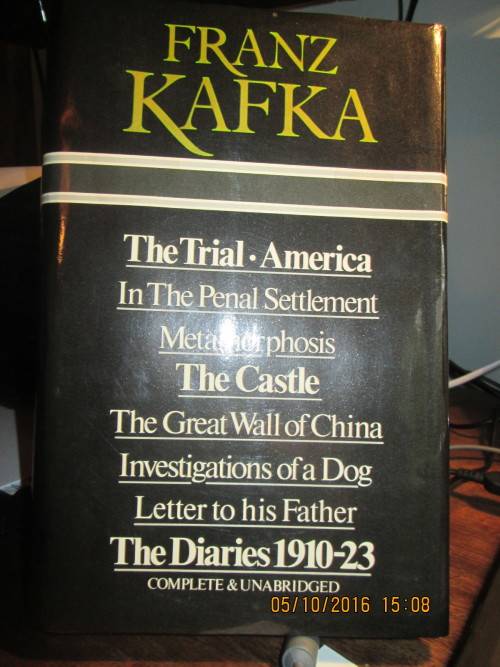 FRANZ
KAFKA
The Trial · America
In The Penal Settlement
Metamorphosis
The Castle
The Great Wall of China
Investigations of a Dog
Letter to his Father
The Diaries 1910-23
COMPLETE & UNABRIDGED
05/10/2016 15:08